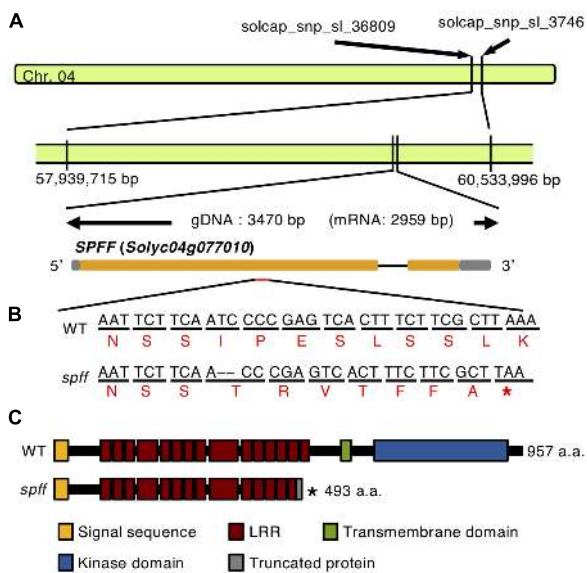 A
solcap_snp_sl_36809
solcap_snp_sl_3746
Chr. 04
57,939,715 bp
60,533,996 bp
gDNA : 3470 bp (mRNA: 2959 bp)
SPFF (Solyc04g077010)
5’ 3’
B
WT AAT TCT TCA ATC CCC GAG TCA CTT TCT TCG CTT AAA
N S S I P E S L S S L K
spff AAT TCT TCA A−− CC CGA GTC ACT TTC TTC GCT TAA
N S S T R V T F F A *
C
WT 957 a.a.
spff * 493 a.a.
Signal sequence LRR Transmembrane domain
Kinase domain Truncated protein